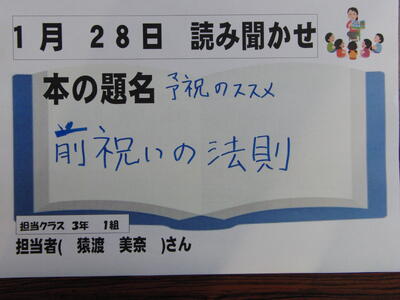 1月 28日 読み聞かせ
本の題名 予祝のススメ
前祝いの法則
担当クラス 3年 1組
担当者( 猿渡 美奈 )さん